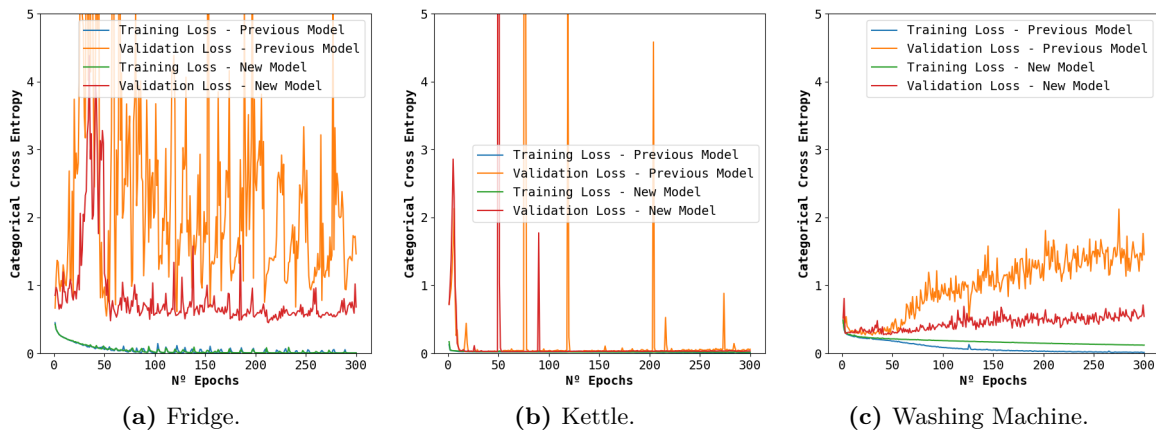 Categorical Cross Entropy
5
4
3
2
1
0
Training Loss - Previous Model
Validation Loss - Previous Model
Training Loss - New Model
Validation Loss - New Model
0 50 100 150 200 250 300
Nº Epochs
(a) Fridge.
Categorical Cross Entropy
5
4
3
2
1
0
Training Loss - Previous Model
Validation Loss - Previous Model
Training Loss - New Model
Validation Loss - New Model
0 50 100 150 200 250 300
Nº Epochs
(b) Kettle.
Categorical Cross Entropy
5
4
3
2
1
0
Training Loss - Previous Model
Validation Loss - Previous Model
Training Loss - New Model
Validation Loss - New Model
0 50 100 150 200 250 300
Nº Epochs
(c) Washing Machine.